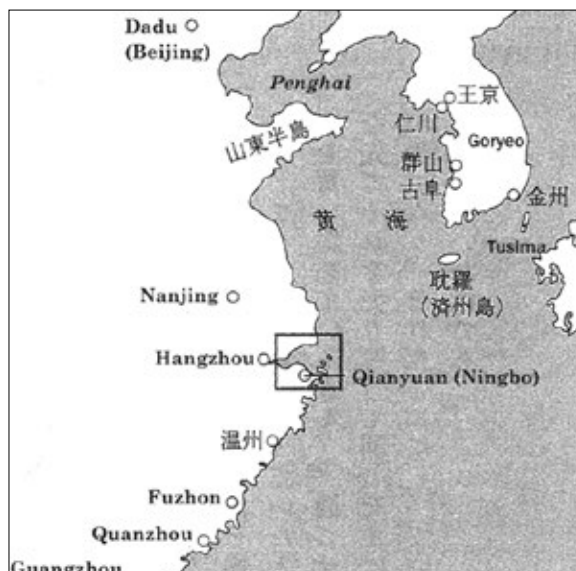 Dadu
(Beijing)
Penghai
山東半島
王京
仁川
Goryeo
群山
古阜
金州
黄 海
Tusima
耽羅
(済州島)
Nanjing
Hangzhou
Qianyuan (Ningbo)
温州
Fuzhon
Quanzhou
Guangzhou